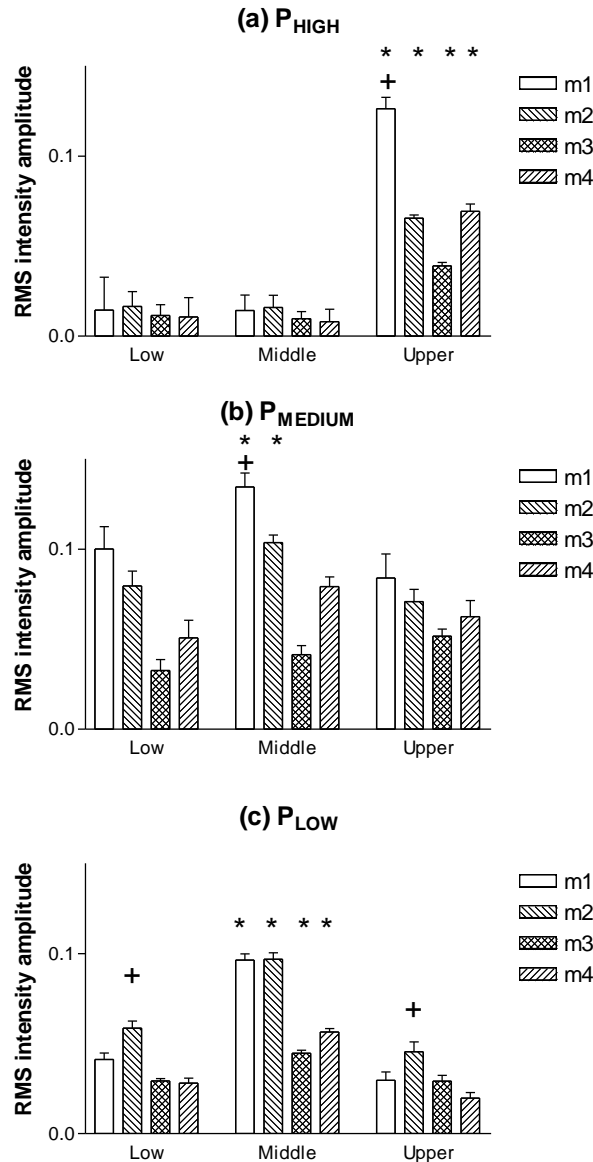 (a) PHIGH
* * * *
+
RMS intensity amplitude
0.1
0.0
Low Middle Upper
m1
m2
m3
m4
(b) PMEDIUM
* *
+
RMS intensity amplitude
0.1
0.0
Low Middle Upper
m1
m2
m3
m4
(c) PLOW
* * * *
+ +
RMS intensity amplitude
0.1
0.0
Low Middle Upper
m1
m2
m3
m4